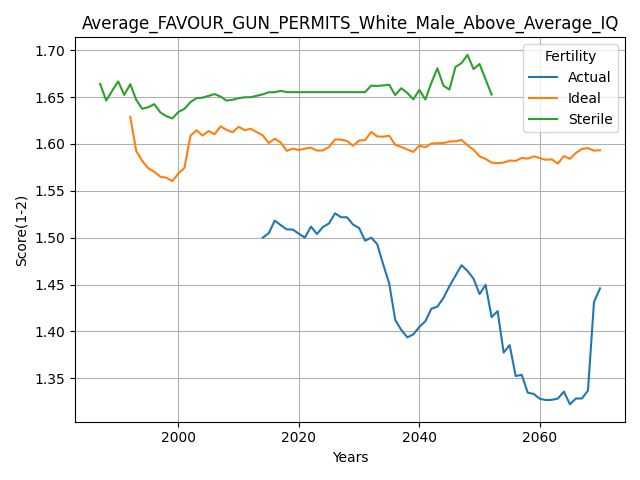 Average_FAVOUR_GUN_PERMITS_White_Male_Above_Average_IQ
Fertility
Actual
Ideal
Sterile
Score(1-2)
1.70
1.65
1.60
1.55
1.50
1.45
1.40
1.35
2000 2020 2040 2060
Years